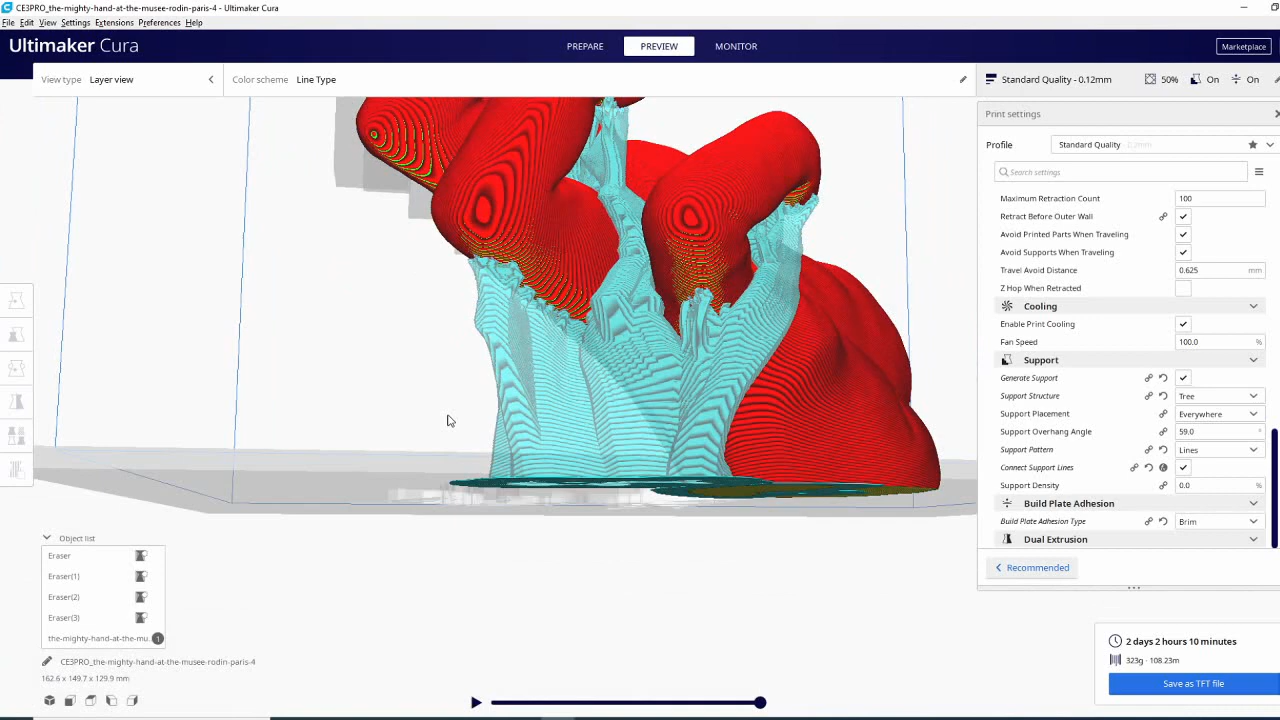 CE3PRO_the-mighty-hand-at-the-musee-rodin-paris-4 - Ultimaker Cura
File Edit View Settings Extensions Preferences Help
Ultimaker Cura
PREPARE PREVIEW MONITOR Marketplace
View type Layer view Color scheme Line Type Standard Quality - 0.12mm 50% On On
Print settings
Profile Standard Quality 0.12mm
Search settings
Maximum Retraction Count 100
Retract Before Outer Wall
Avoid Printed Parts When Traveling
Avoid Supports When Traveling
Travel Avoid Distance 0.625 mm
Z Hop When Retracted
Cooling
Enable Print Cooling
Fan Speed 100.0 %
Support
Generate Support
Support Structure Tree
Support Placement Everywhere
Support Overhang Angle 59.0 °
Support Pattern Lines
Connect Support Lines
Support Density 0.0 %
Build Plate Adhesion
Build Plate Adhesion Type Brim
Dual Extrusion
Recommended
Object list
Eraser
Eraser(1)
Eraser(2)
Eraser(3)
the-mighty-hand-at-the-mu... 1
CE3PRO_the-mighty-hand-at-the-musee-rodin-paris-4
162.6 x 149.7 x 129.9 mm
2 days 2 hours 10 minutes
323g · 108.23m
Save as TFT file